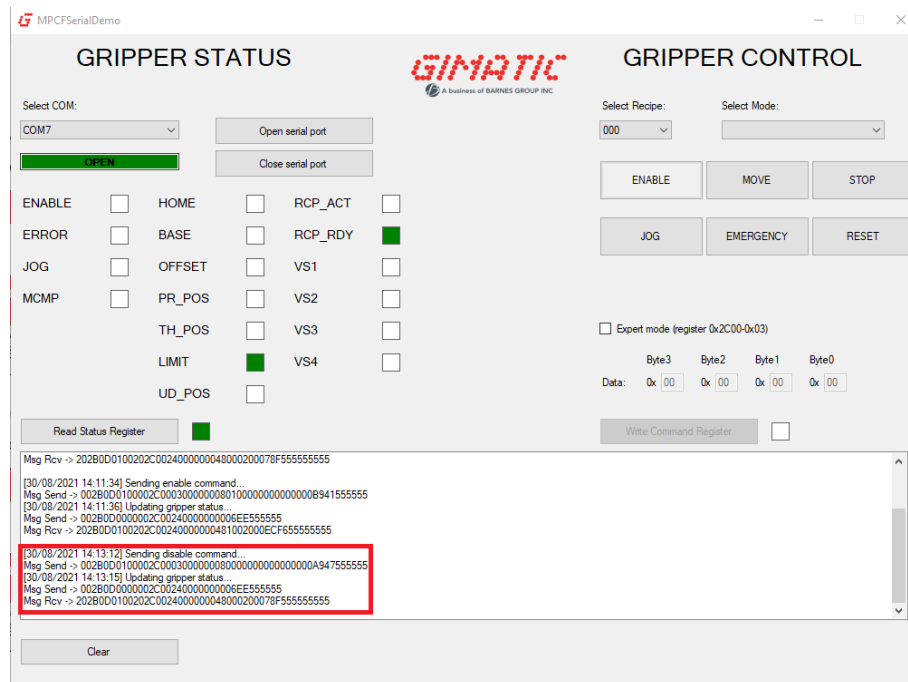 MPCFSerialDemo
GRIPPER STATUS
GIMATIC
A business of BARNES GROUP INC
GRIPPER CONTROL
Select COM:
COM7
Open serial port
OPEN
Close serial port
Select Recipe:
Select Mode:
000
ENABLE
MOVE
STOP
JOG
EMERGENCY
RESET
ENABLE
HOME
RCP_ACT
ERROR
BASE
RCP_RDY
JOG
OFFSET
VS1
MCMP
PR_POS
VS2
TH_POS
VS3
LIMIT
VS4
UD_POS
Expert mode (register 0x2C00-0x03)
Byte3 Byte2 Byte1 Byte0
Data: 0x 00 0x 00 0x 00 0x 00
Read Status Register
Write Command Register
Msg Rcv -> 202B0D0100202C0024000000048000200078F555555555
[30/08/2021 14:11:34] Sending enable command...
Msg Send -> 002B0D0100002C00030000000801000000000000B941555555
[30/08/2021 14:11:36] Updating gripper status...
Msg Send -> 002B0D0000002C00240000000006EE555555
Msg Rcv -> 202B0D0100202C00240000000481002000ECF655555555
[30/08/2021 14:13:12] Sending disable command...
Msg Send -> 002B0D0100002C00030000000800000000000000A947555555
[30/08/2021 14:13:15] Updating gripper status...
Msg Send -> 002B0D0000002C00240000000006EE555555
Msg Rcv -> 202B0D0100202C0024000000048000200078F555555555
Clear